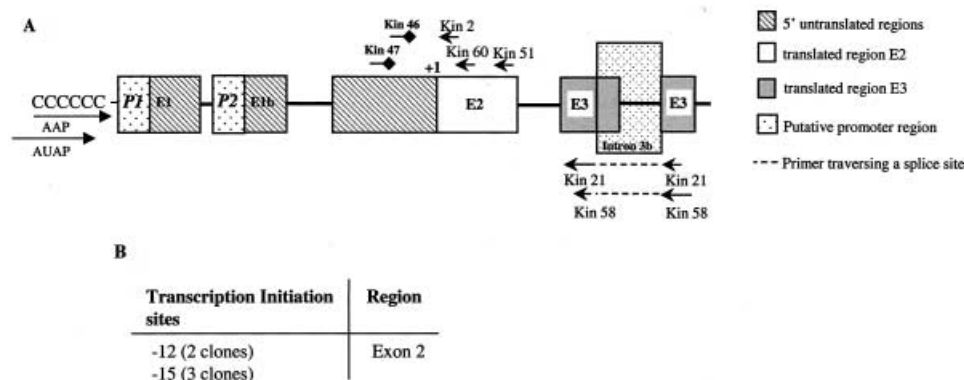 A
Kin 46
Kin 2
Kin 47
Kin 60 Kin 51
+1
CCCCCC
P1 E1
P2 E1b
E2
E3
E3
Intron 3b
AAP
AUAP
Kin 21
Kin 21
Kin 58
Kin 58
5' untranslated regions
translated region E2
translated region E3
Putative promoter region
Primer traversing a splice site
B
Transcription Initiation sites
Region
-12 (2 clones)
Exon 2
-15 (3 clones)